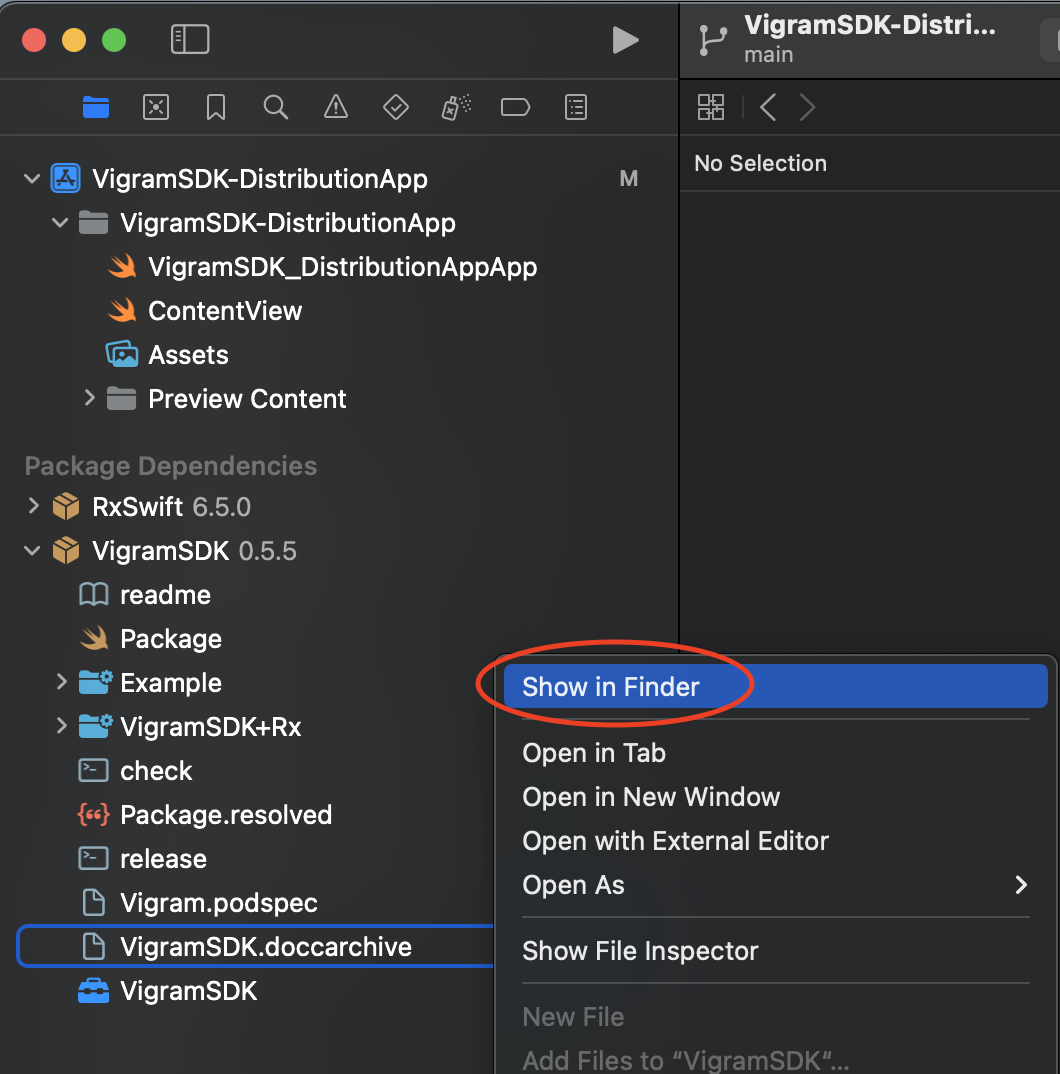 VigramSDK-Distri...
main
No Selection
VigramSDK-DistributionApp
M
VigramSDK-DistributionApp
VigramSDK_DistributionAppApp
ContentView
Assets
Preview Content
Package Dependencies
RxSwift 6.5.0
VigramSDK 0.5.5
readme
Package
Example
VigramSDK+Rx
check
Package.resolved
release
Vigram.podspec
VigramSDK.doccarchive
VigramSDK
Show in Finder
Open in Tab
Open in New Window
Open with External Editor
Open As
Show File Inspector
New File
Add Files to “VigramSDK“...